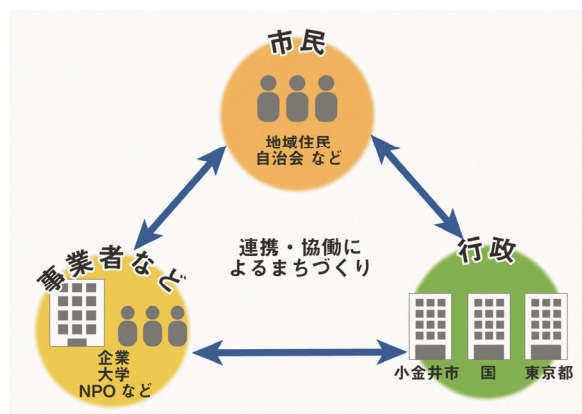 市民
地域住民
自治会 など
連携・協働に
よるまちづくり
事業者など
企業
大学
NPO など
行政
小金井市 国 東京都